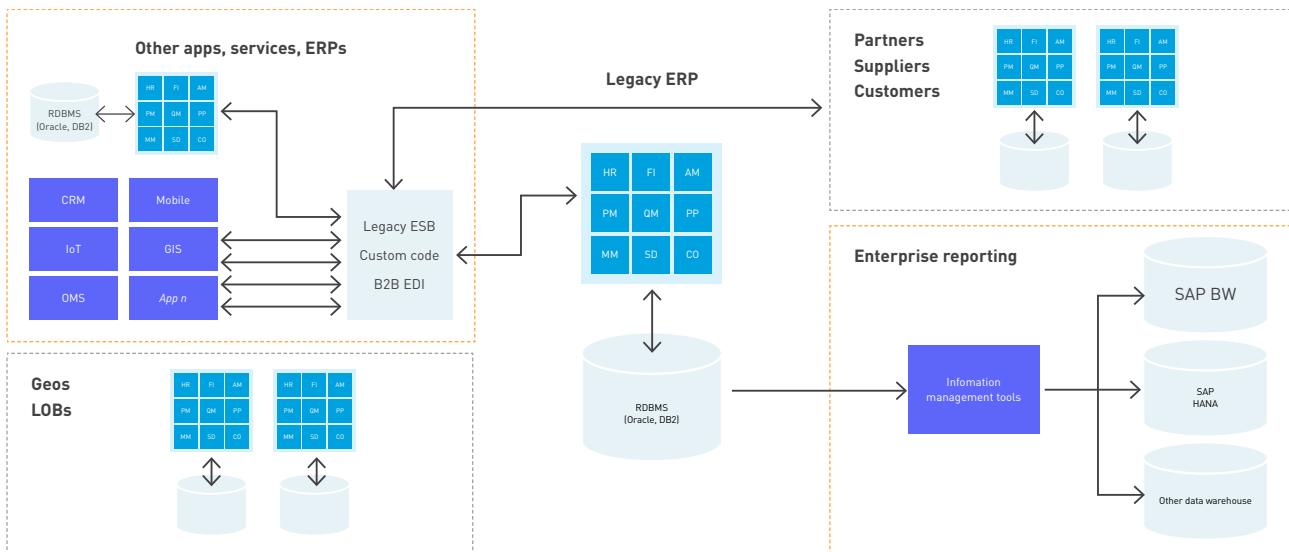 Other apps, services, ERPs
RDBMS
(Oracle, DB2)
HR FI AM
PM QM PP
MM SD CO
CRM Mobile
IoT GIS
OMS App n
Legacy ESB
Custom code
B2B EDI
Geos
LOBs
HR FI AM
PM QM PP
MM SD CO
HR FI AM
PM QM PP
MM SD CO
Legacy ERP
HR FI AM
PM QM PP
MM SD CO
RDBMS
(Oracle, DB2)
Partners
Suppliers
Customers
HR FI AM
PM QM PP
MM SD CO
HR FI AM
PM QM PP
MM SD CO
Enterprise reporting
Infomation
management tools
SAP BW
SAP
HANA
Other data warehouse